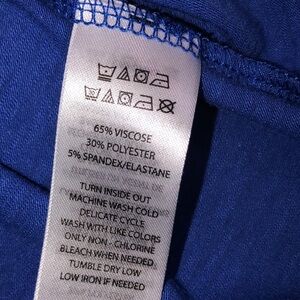 65% VISCOSE
30% POLYESTER
5% SPANDEX/ELASTANE
TURN INSIDE OUT
MACHINE WASH COLD
DELICATE CYCLE
WASH WITH LIKE COLORS
ONLY NON - CHLORINE
BLEACH WHEN NEEDED
TUMBLE DRY LOW
LOW IRON IF NEEDED